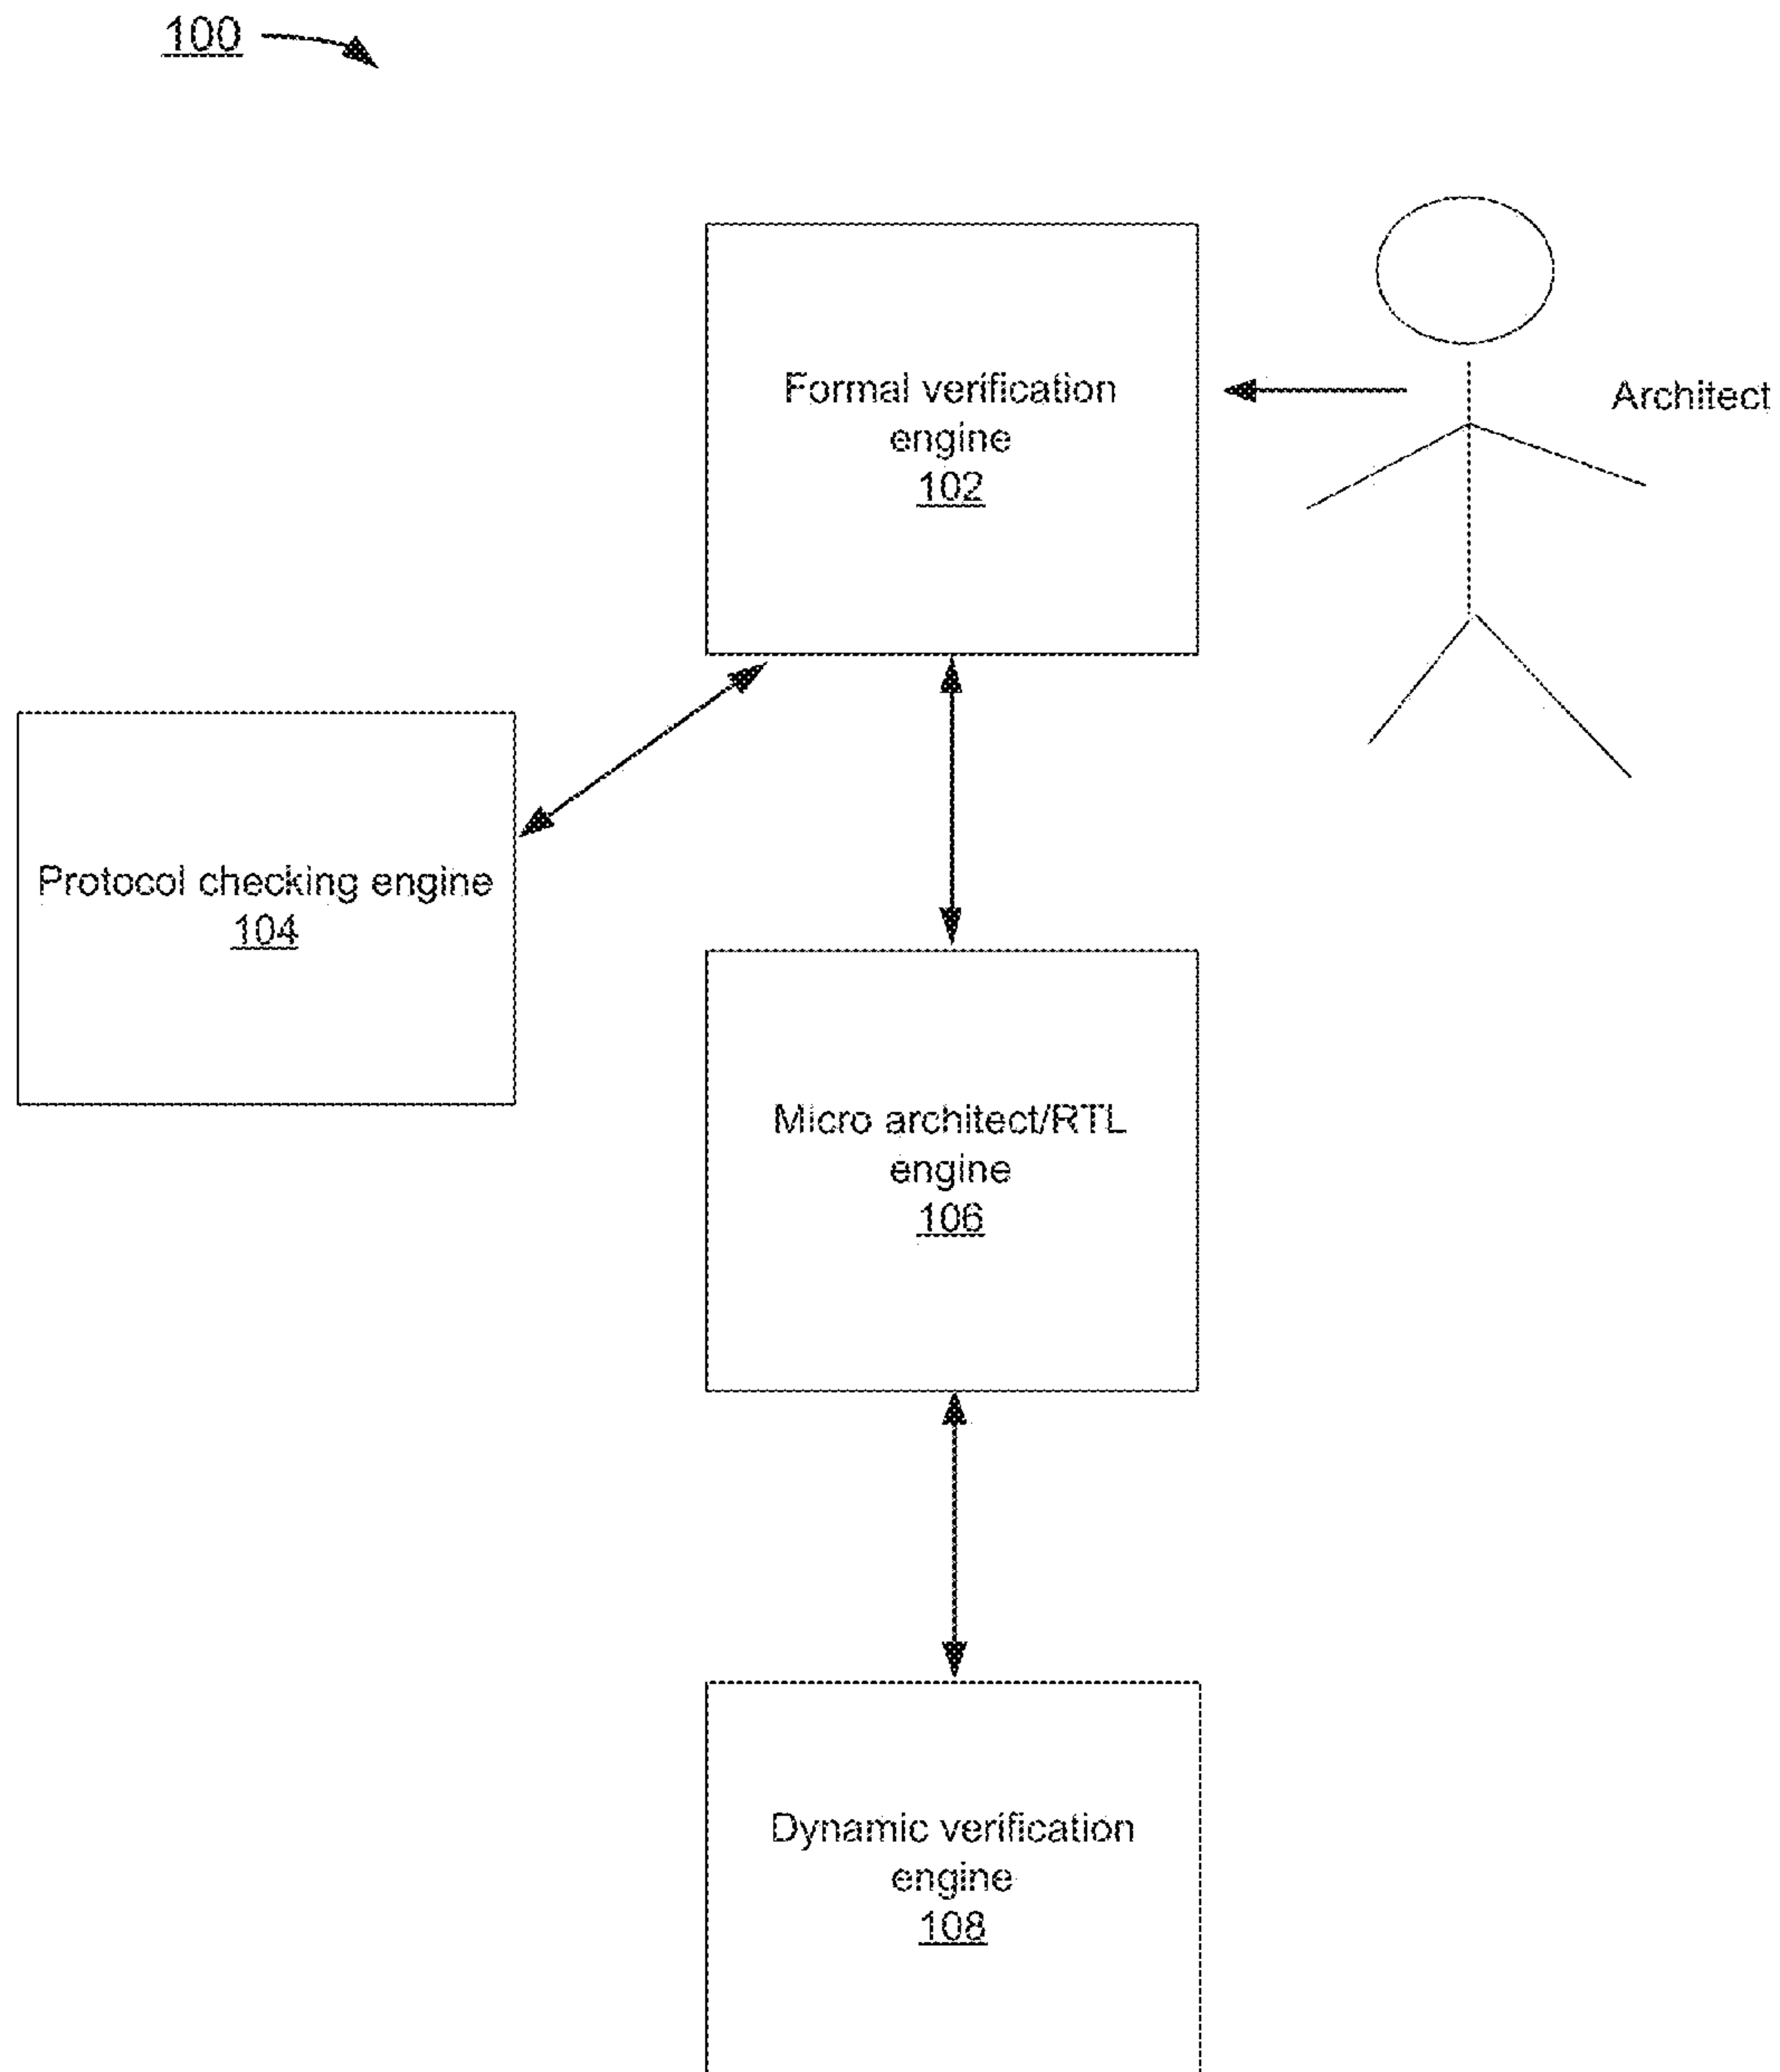 100
Formal verification
engine
102
Architect
Protocol checking engine
104
Micro architect/RTL
engine
106
Dynamic verification
engine
108